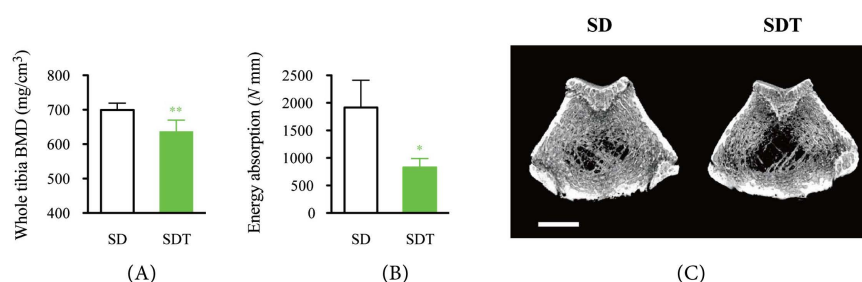 Whole tibia BMD (mg/cm³)
800
700
600
500
400
**
SD
SDT
(A)
Energy absorption (N mm)
2500
2000
1500
1000
500
0
*
SD
SDT
(B)
SD
SDT
(C)